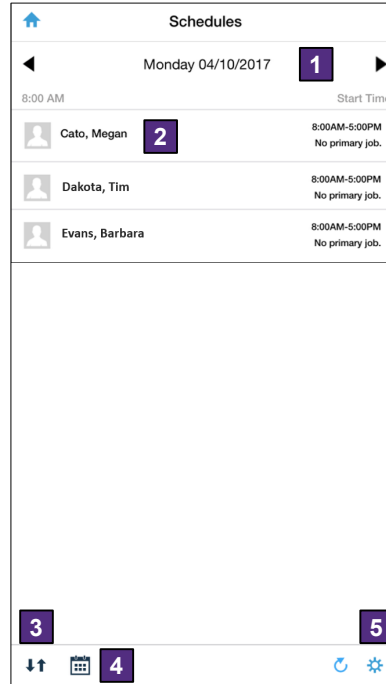 Schedules
Monday 04/10/2017
1
8:00 AM Start Time
Cato, Megan
2
8:00AM-5:00PM
No primary job.
Dakota, Tim
8:00AM-5:00PM
No primary job.
Evans, Barbara
8:00AM-5:00PM
No primary job.
3
5
4